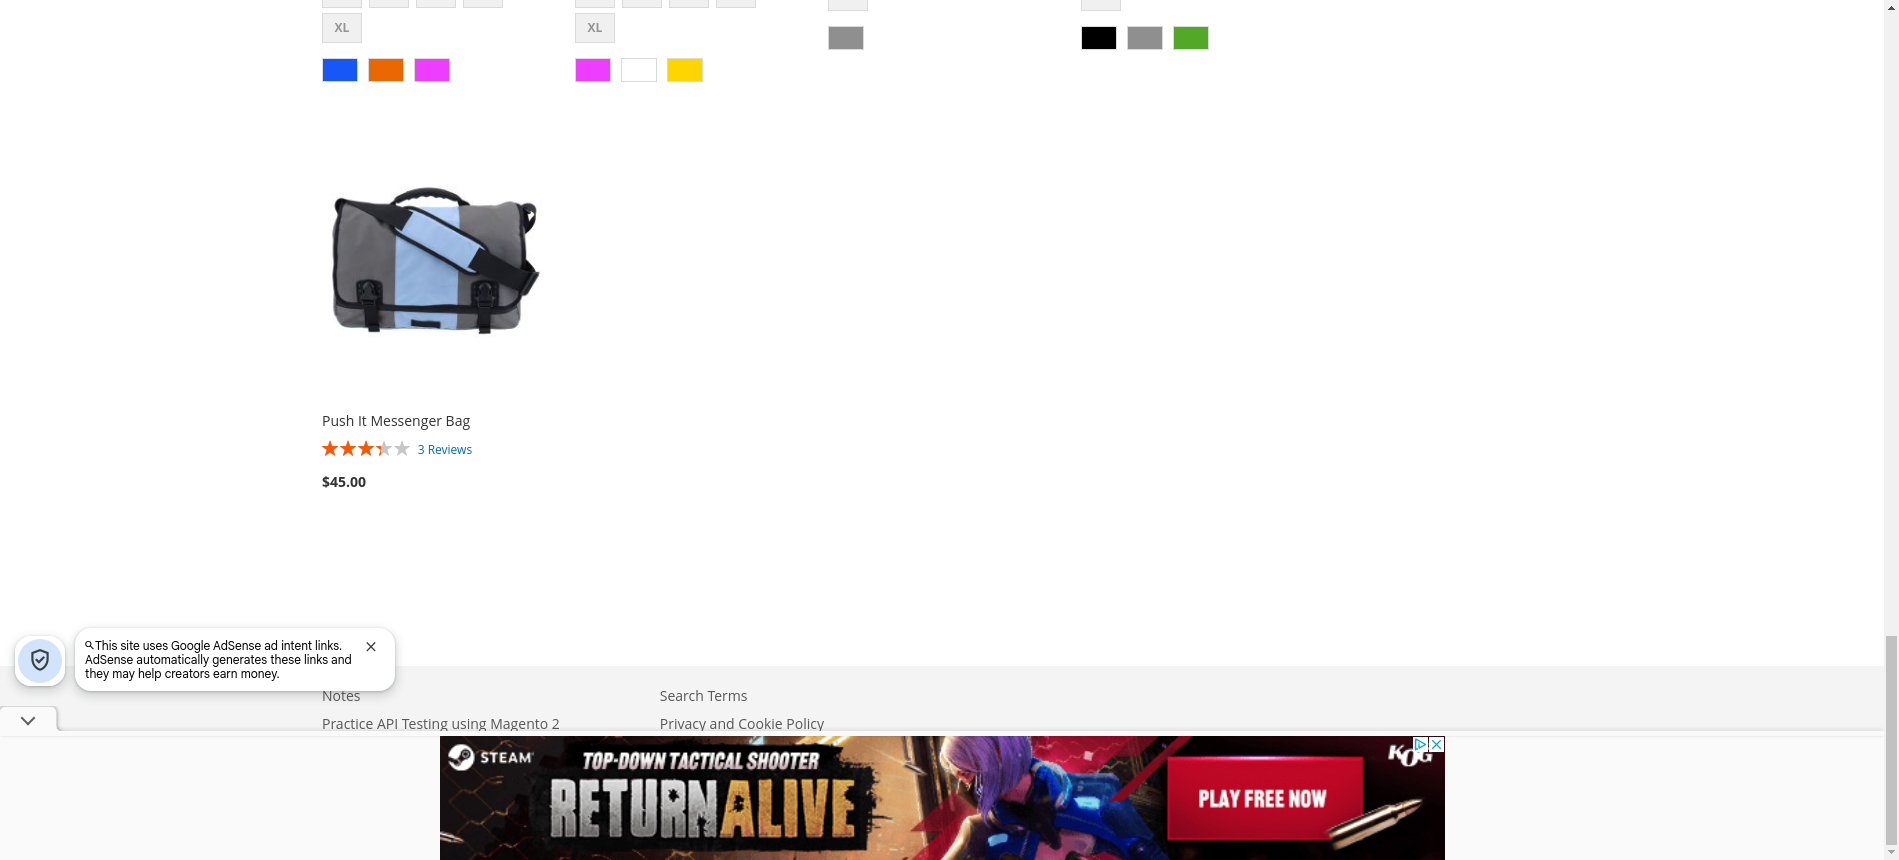 XL
XL
Push It Messenger Bag
3 Reviews
$45.00
This site uses Google AdSense ad intent links.
AdSense automatically generates these links and
they may help creators earn money.
Notes
Search Terms
Practice API Testing using Magento 2
Privacy and Cookie Policy
STEAM
TOP-DOWN TACTICAL SHOOTER
RETURN ALIVE
PLAY FREE NOW
KOG